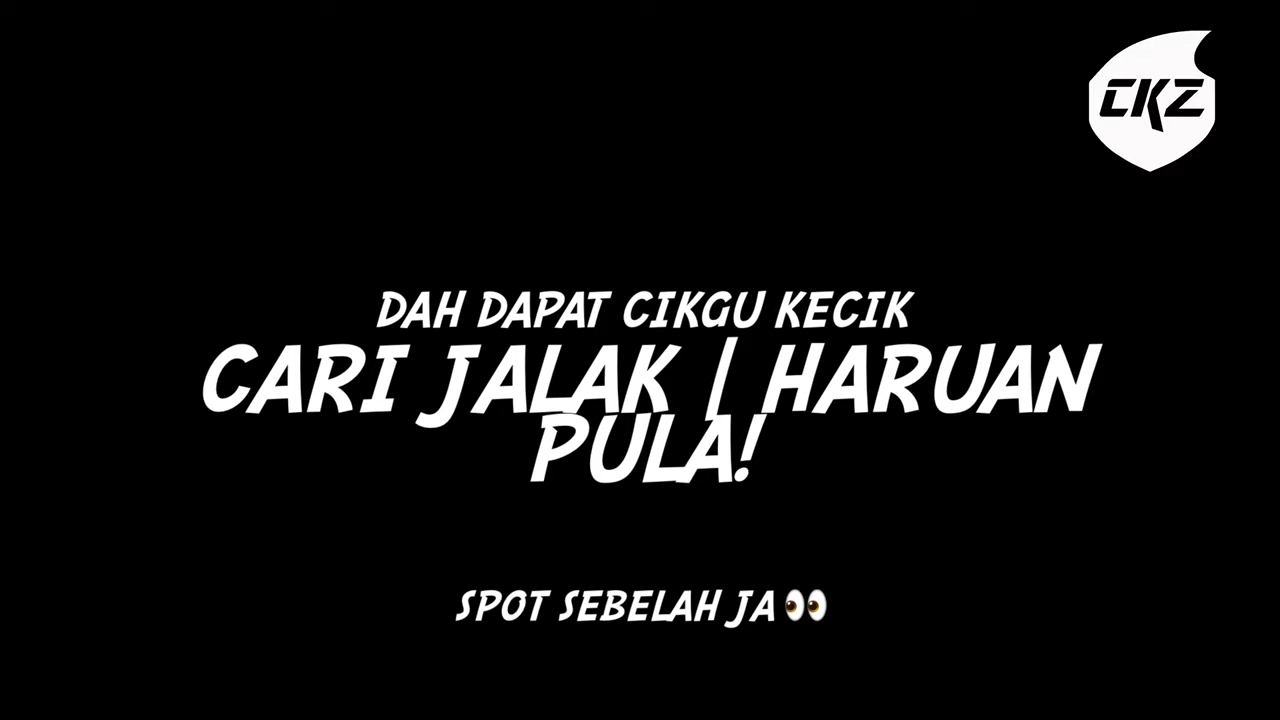 CKZ
DAH DAPAT CIKGU KECIK
CARI JALAK | HARUAN
PULA!
SPOT SEBELAH JA👀